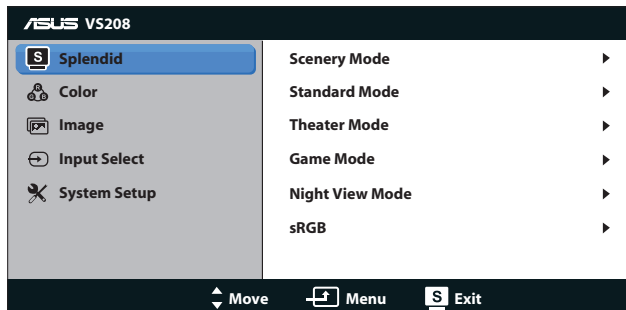 ASUS VS208
S Splendid
Color
Image
Input Select
System Setup
Scenery Mode
Standard Mode
Theater Mode
Game Mode
Night View Mode
sRGB
Move Menu S Exit